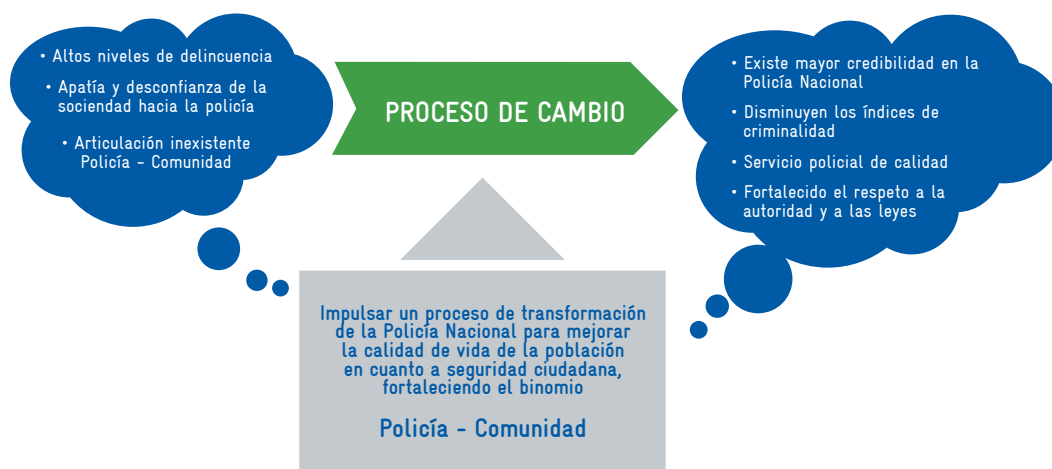 • Altos niveles de delincuencia
• Apatía y desconfianza de la
sociendad hacia la policía
• Articulación inexistente
Policía - Comunidad
PROCESO DE CAMBIO
• Existe mayor credibilidad en la
Policía Nacional
• Disminuyen los índices de
criminalidad
• Servicio policial de calidad
• Fortalecido el respeto a la
autoridad y a las leyes
Impulsar un proceso de transformación
de la Policía Nacional para mejorar
la calidad de vida de la población
en cuanto a seguridad ciudadana,
fortaleciendo el binomio
Policía - Comunidad